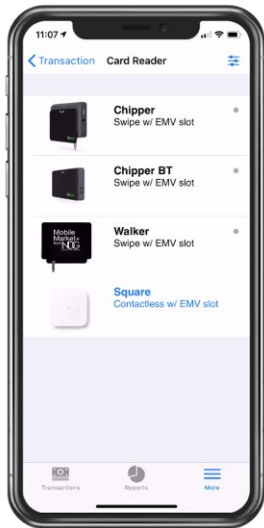 11:07
Transaction Card Reader
Chipper
Swipe w/ EMV slot
Chipper BT
Swipe w/ EMV slot
Mobile
Market+
NDG
Walker
Swipe w/ EMV slot
Square
Contactless w/ EMV slot
Transactions Reports More